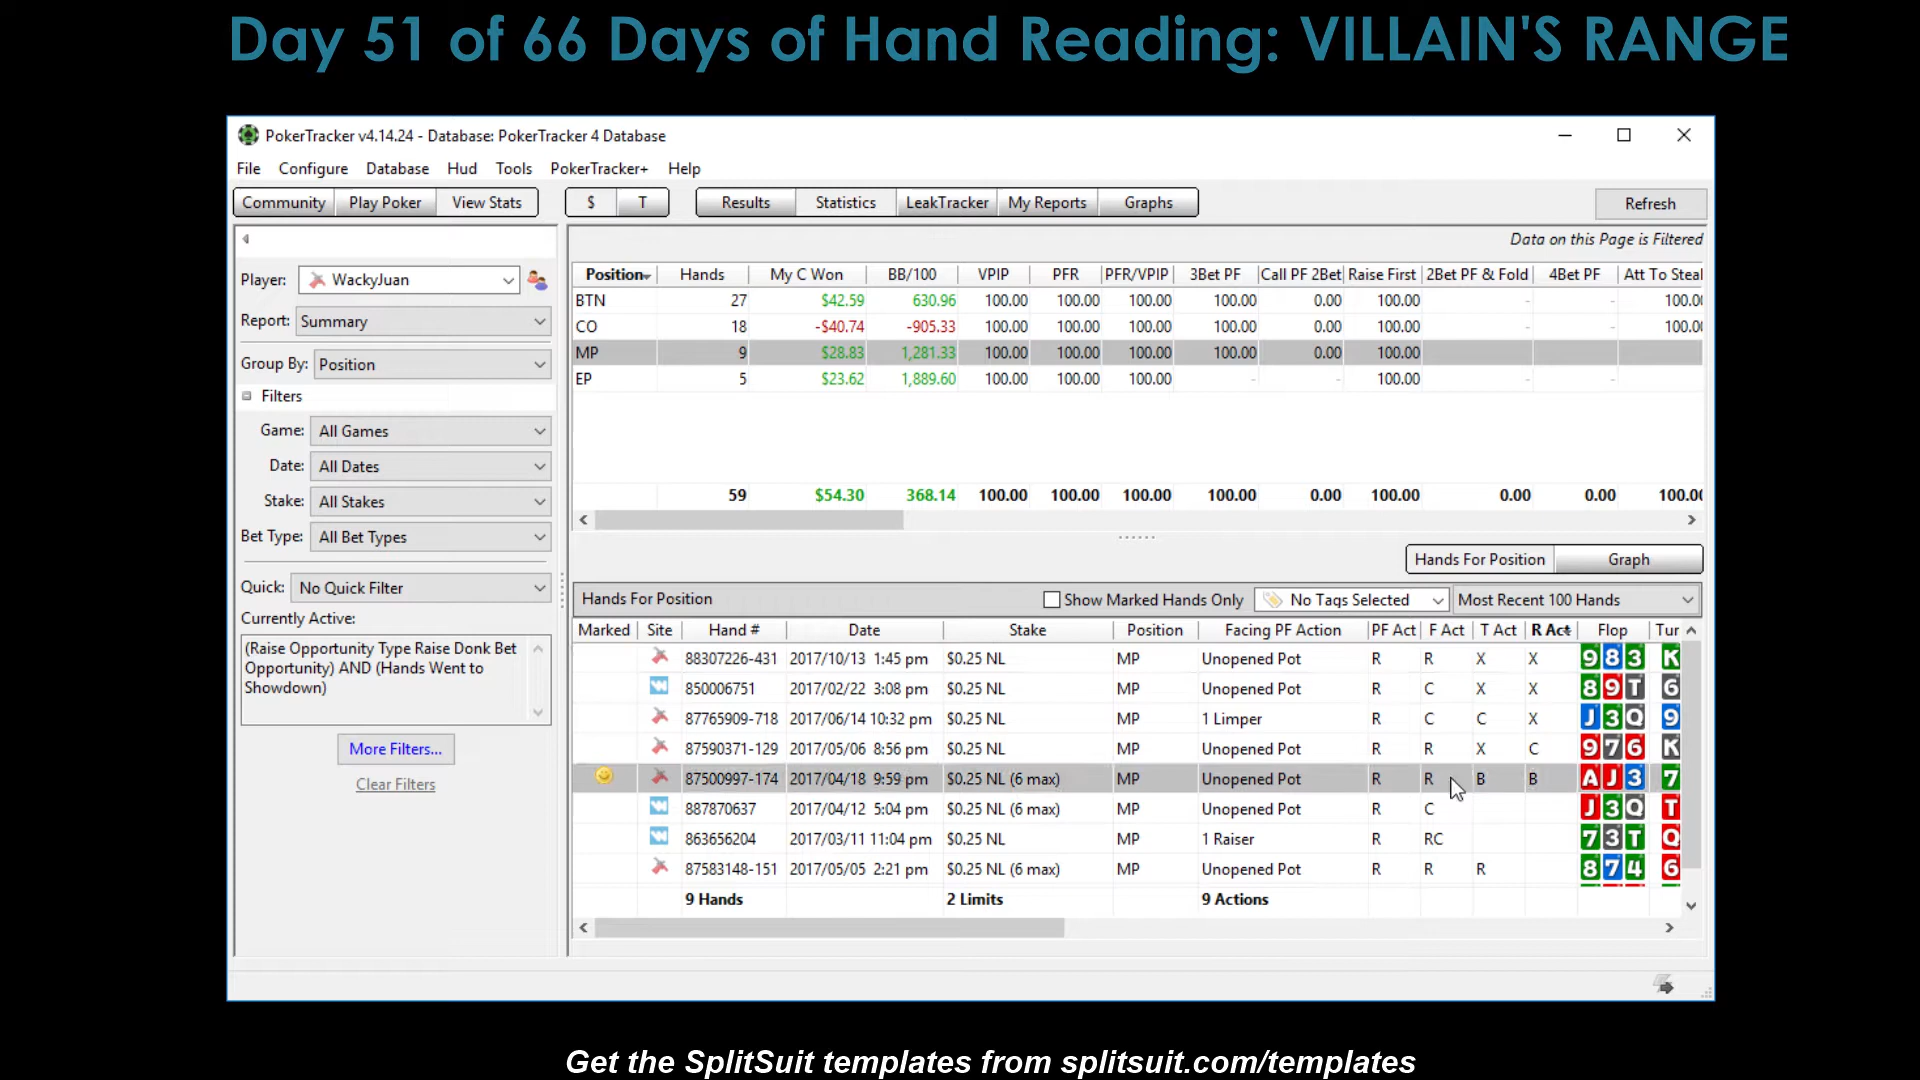 Day 51 of 66 Days of Hand Reading: VILLAIN'S RANGE
PokerTracker v4.14.24 - Database: PokerTracker 4 Database
File Configure Database Hud Tools PokerTracker+ Help
Community Play Poker View Stats $ T Results Statistics LeakTracker My Reports Graphs Refresh
Data on this Page is Filtered
Player: WackyJuan
Report: Summary
Group By: Position
Filters
Game: All Games
Date: All Dates
Stake: All Stakes
Bet Type: All Bet Types
Quick: No Quick Filter
Currently Active:
(Raise Opportunity Type Raise Donk Bet
Opportunity) AND (Hands Went to
Showdown)
More Filters...
Clear Filters
Position Hands My C Won BB/100 VPIP PFR PFR/VPIP 3Bet PF Call PF 2Bet Raise First 2Bet PF & Fold 4Bet PF Att To Steal
BTN 27 $42.59 630.96 100.00 100.00 100.00 100.00 0.00 100.00 - - 100.00
CO 18 -$40.74 -905.33 100.00 100.00 100.00 100.00 0.00 100.00 - - 100.00
MP 9 $28.83 1,281.33 100.00 100.00 100.00 100.00 0.00 100.00
EP 5 $23.62 1,889.60 100.00 100.00 100.00 - - 100.00 - -
59 $54.30 368.14 100.00 100.00 100.00 100.00 0.00 100.00 0.00 0.00 100.00
Hands For Position Graph
Hands For Position Show Marked Hands Only No Tags Selected Most Recent 100 Hands
Marked Site Hand # Date Stake Position Facing PF Action PF Act F Act T Act R Act Flop Tur
88307226-431 2017/10/13 1:45 pm $0.25 NL MP Unopened Pot R R X X 9 8 3 K
850006751 2017/02/22 3:08 pm $0.25 NL MP Unopened Pot R C X X 8 9 T 6
87765909-718 2017/06/14 10:32 pm $0.25 NL MP 1 Limper R C C X J 3 Q 9
87590371-129 2017/05/06 8:56 pm $0.25 NL MP Unopened Pot R R X C 9 7 6 K
87500997-174 2017/04/18 9:59 pm $0.25 NL (6 max) MP Unopened Pot R R B B A J 3 7
887870637 2017/04/12 5:04 pm $0.25 NL (6 max) MP Unopened Pot R C J 3 Q T
863656204 2017/03/11 11:04 pm $0.25 NL MP 1 Raiser R RC 7 3 T Q
87583148-151 2017/05/05 2:21 pm $0.25 NL (6 max) MP Unopened Pot R R R 8 7 4 6
9 Hands 2 Limits 9 Actions
Get the SplitSuit templates from splitsuit.com/templates